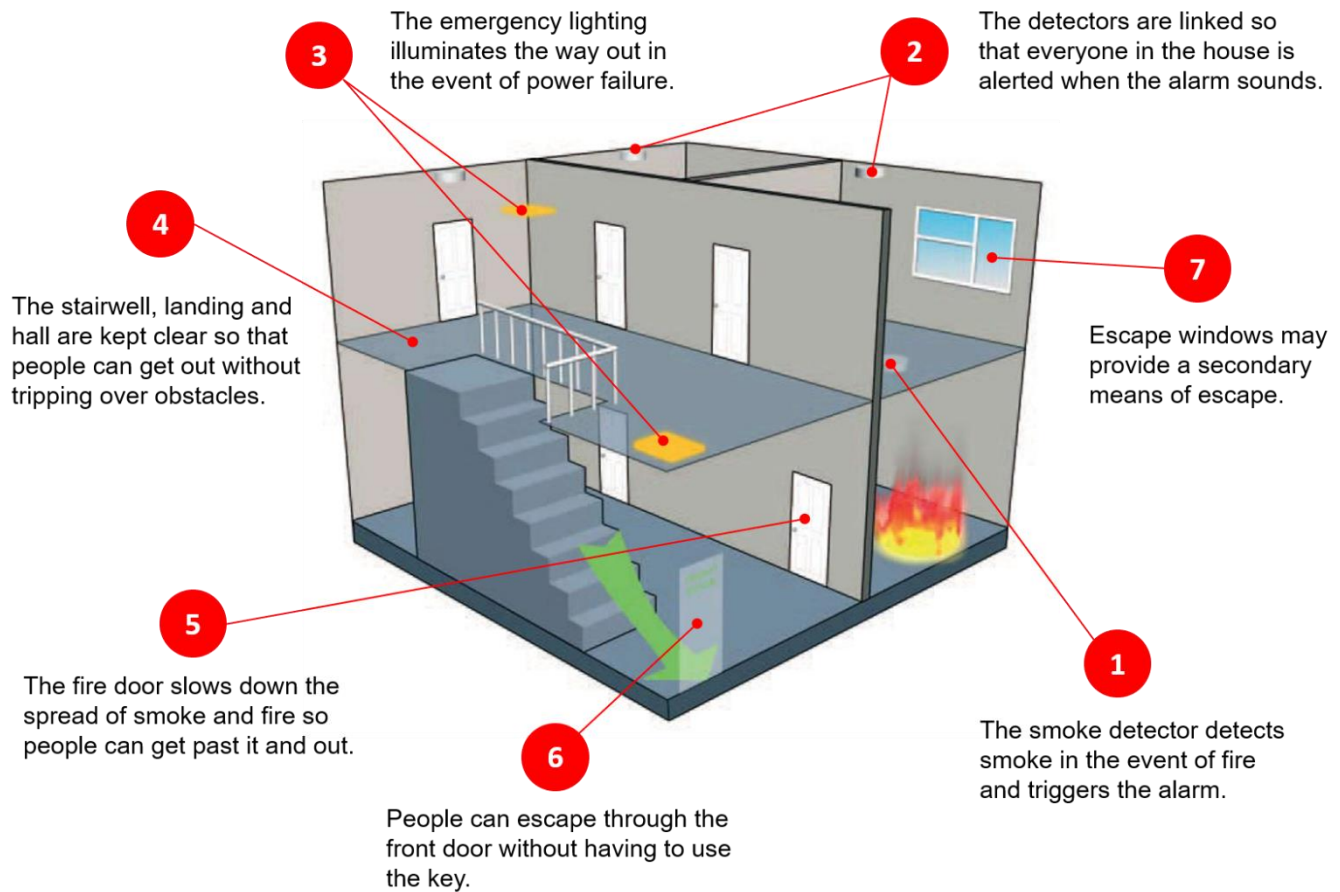 3
The emergency lighting
illuminates the way out in
the event of power failure.
2
The detectors are linked so
that everyone in the house is
alerted when the alarm sounds.
4
The stairwell, landing and
hall are kept clear so that
people can get out without
tripping over obstacles.
7
Escape windows may
provide a secondary
means of escape.
5
The fire door slows down the
spread of smoke and fire so
people can get past it and out.
6
People can escape through the
front door without having to use
the key.
1
The smoke detector detects
smoke in the event of fire
and triggers the alarm.